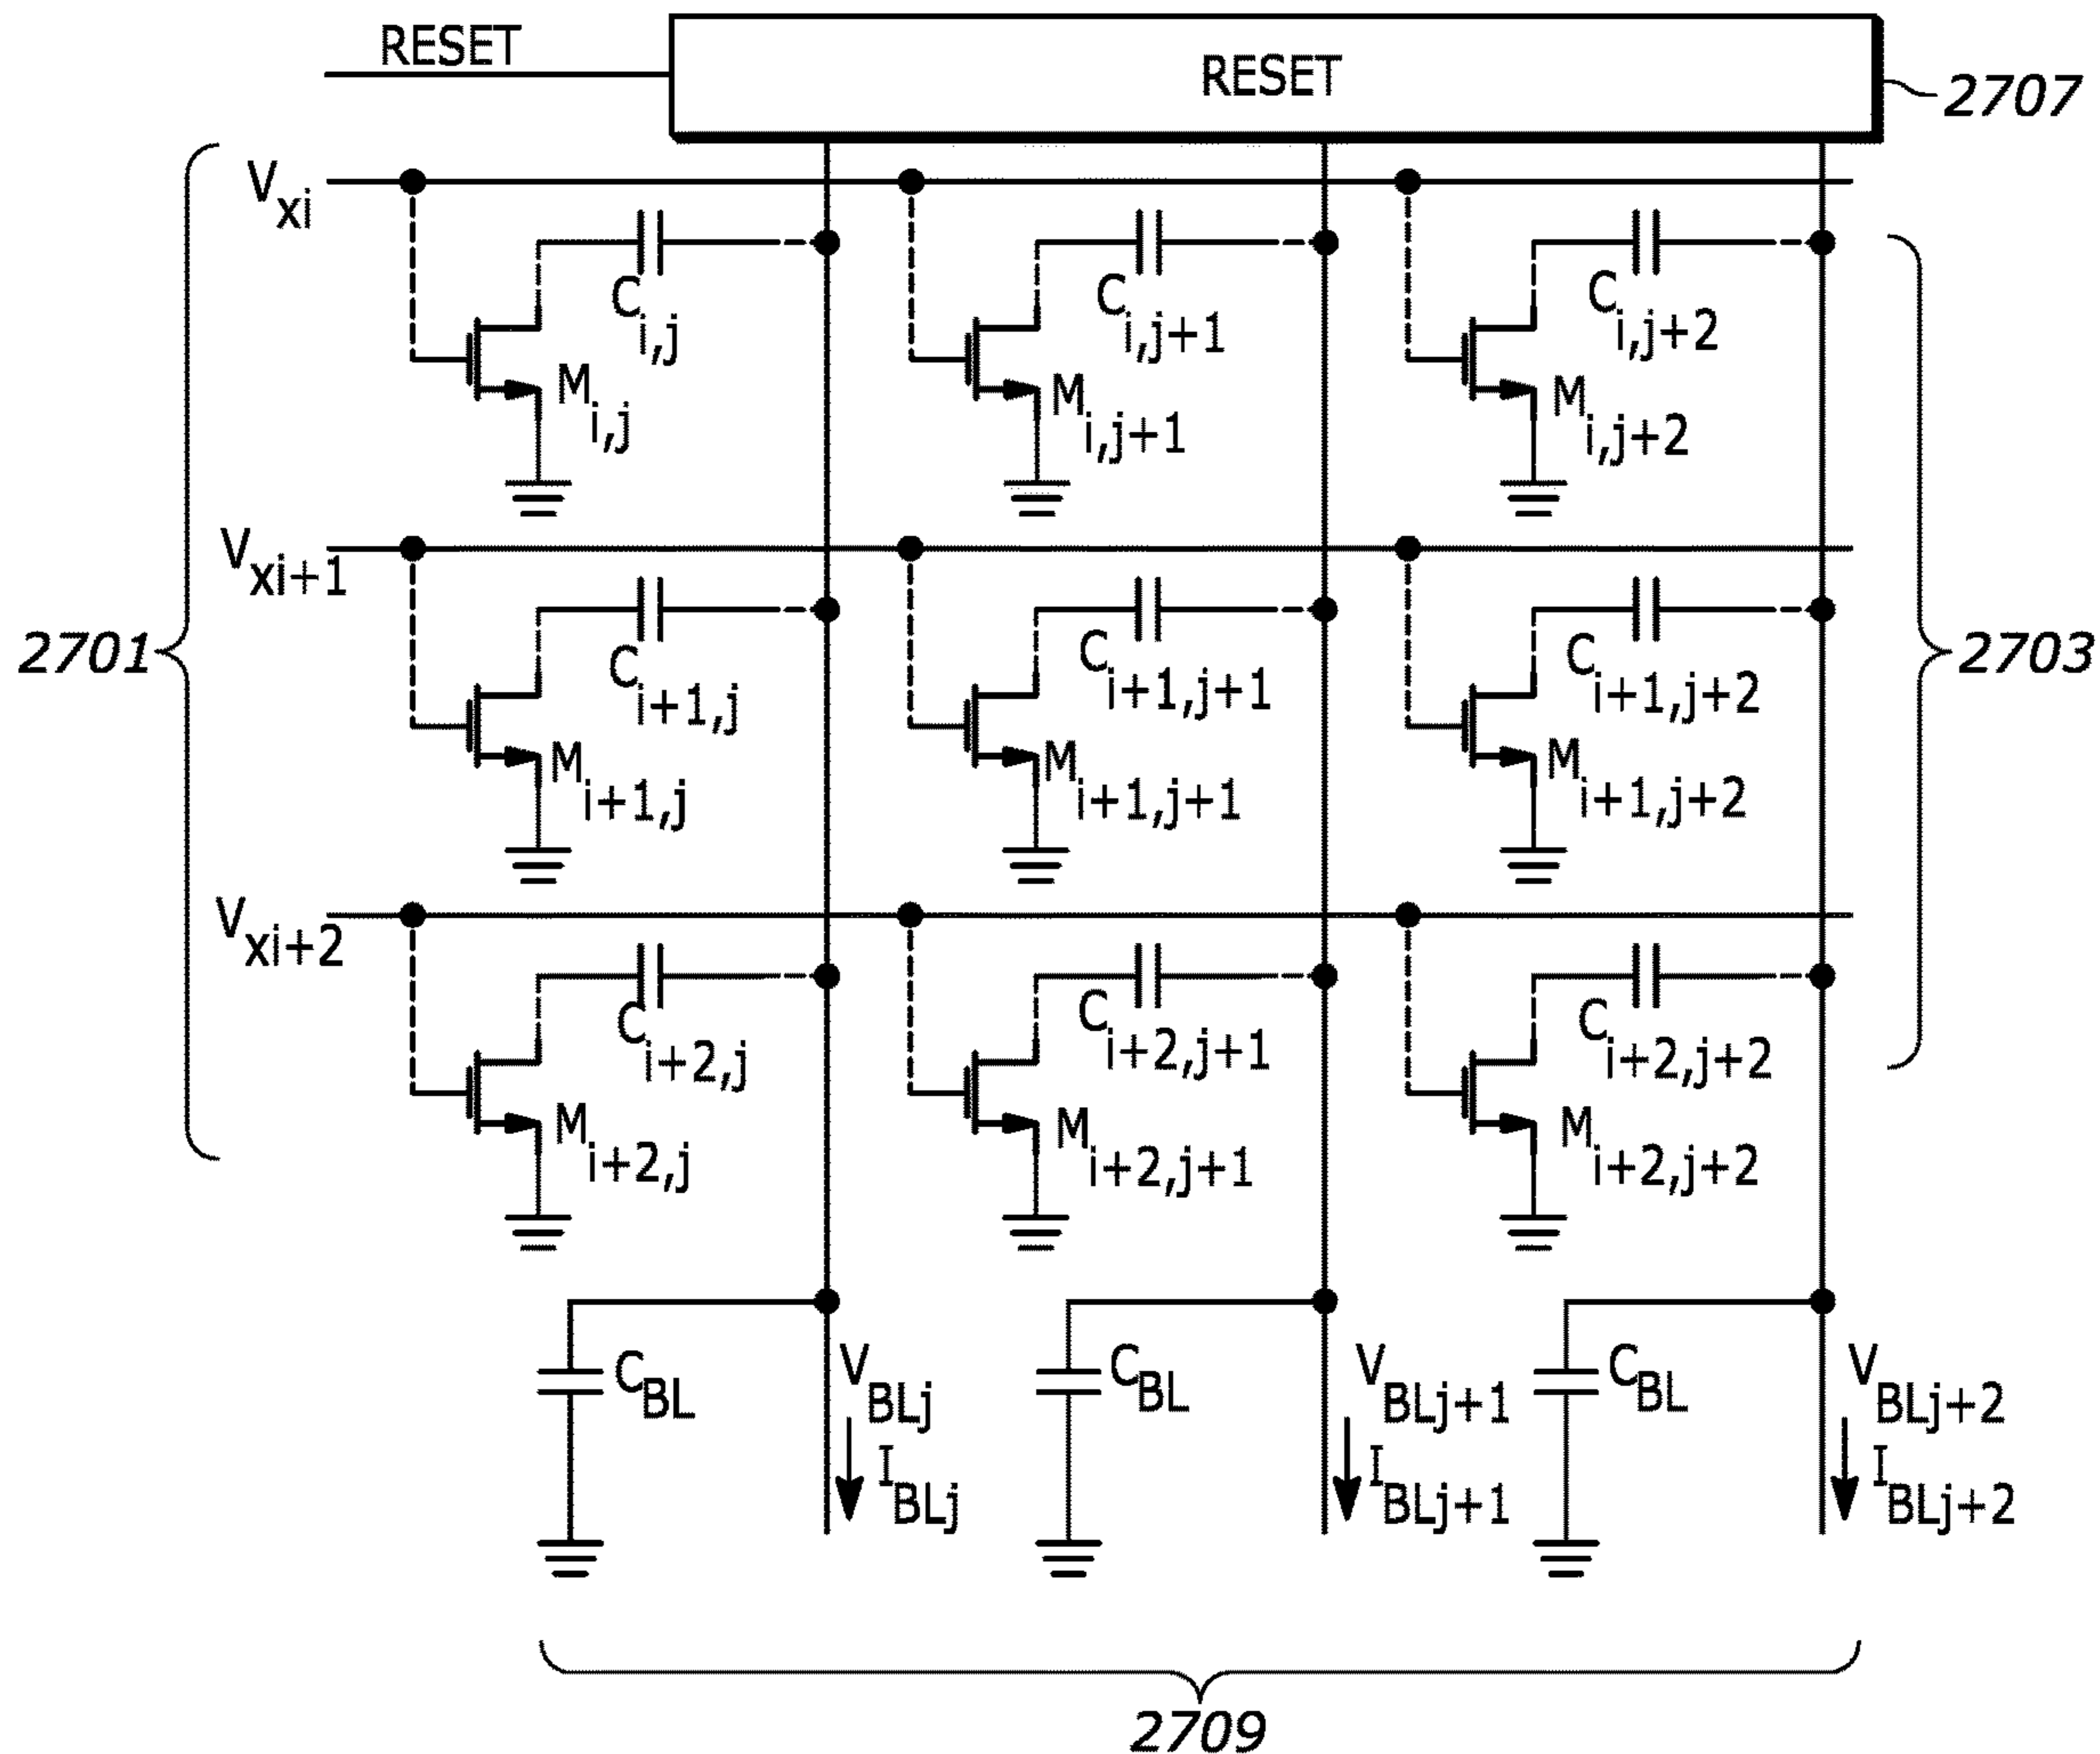 RESET
RESET
2707
Vxi
Ci,j
Ci,j+1
Ci,j+2
Mi,j
Mi,j+1
Mi,j+2
Vxi+1
2701
Ci+1,j
Ci+1,j+1
Ci+1,j+2
2703
Mi+1,j
Mi+1,j+1
Mi+1,j+2
Vxi+2
Ci+2,j
Ci+2,j+1
Ci+2,j+2
Mi+2,j
Mi+2,j+1
Mi+2,j+2
CBL
VBLj
CBL
VBLj+1
CBL
VBLj+2
IBLj
IBLj+1
IBLj+2
2709